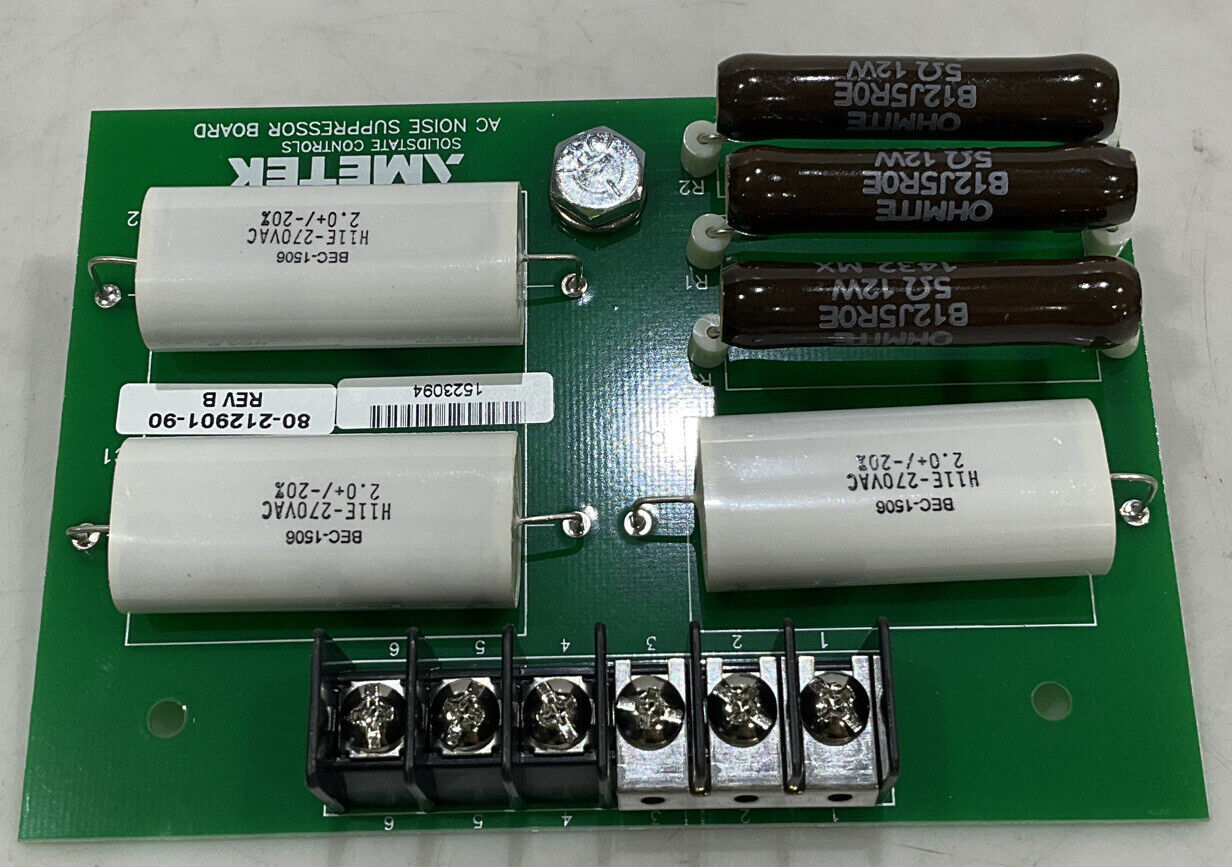 AMETEK
SOLIDSTATE CONTROLS
AC NOISE SUPPRESSOR BOARD
OHMITE
B12J5R0E
5Ω 12W
OHMITE
B12J5R0E
5Ω 12W
OHMITE
B12J5R0E
5Ω 12W
1432 MX
R2
R1
BEC-1506
H11E-270VAC
2.0+/-20%
80-212901-90
REV B
1523094
BEC-1506
H11E-270VAC
2.0+/-20%
BEC-1506
H11E-270VAC
2.0+/-20%
1 2 3 4 5 6
1 2 3 4 5 6